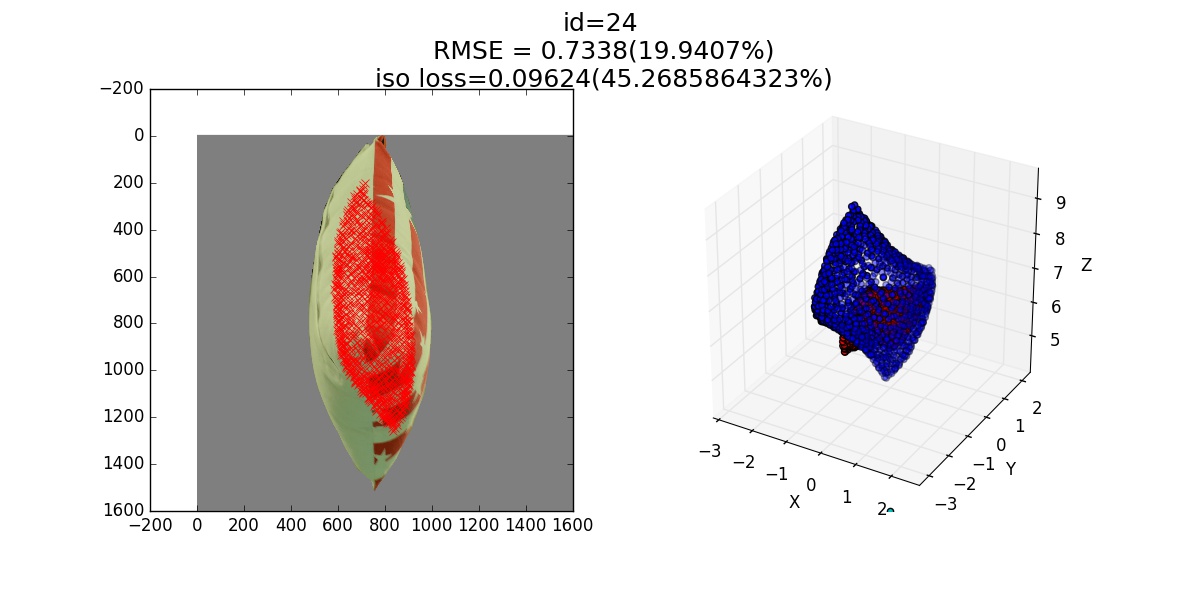 id=24
RMSE = 0.7338(19.9407%)
iso loss=0.09624(45.2685864323%)
−200
0
200
400
600
800
1000
1200
1400
1600
−200 0 200 400 600 800 1000 1200 1400 1600
9
8
7
6
5
Z
−3 −2 −1 0 1 2
X
−3 −2 −1 0 1 2
Y